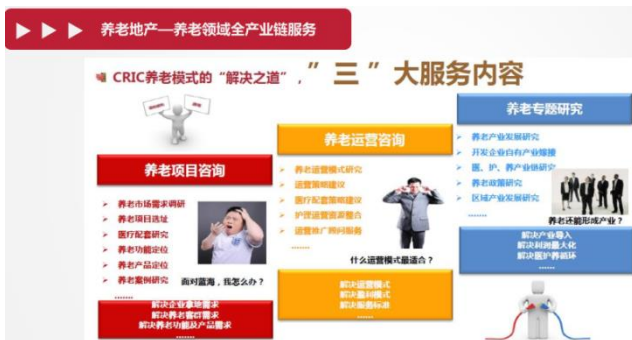 养老地产—养老领域全产业链服务
CRIC养老模式的“解决之道”，”三”大服务内容
养老项目咨询
养老市场需求调研
养老项目选址
医疗配套研究
养老功能定位
养老产品定位
养老案例研究
.......
面对蓝海，我怎么办？
解决企业拿地需求
解决养老客群需求
解决养老功能及产品需求
养老运营咨询
养老运营模式研究
运营策略建议
医疗配套策略建议
护理运营资源整合
运营推广顾问服务
.......
什么运营模式最适合？
解决运营模式
解决盈利模式
解决服务标准
......
养老专题研究
养老产业发展研究
开发企业自有产业嫁接
医、护、养产业链研究
养老政策研究
区域产业发展研究
.......
养老还能形成产业？
解决产业导入
解决利润最大化
解决医护养循环
......